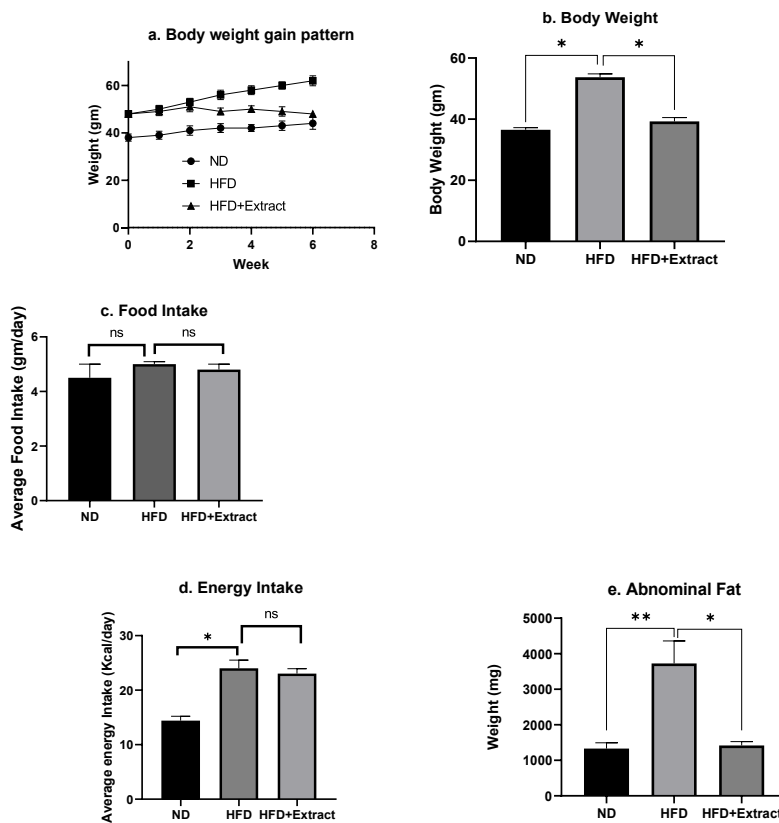 a. Body weight gain pattern
Weight (gm)
60
40
20
0
ND
HFD
HFD+Extract
0
2
4
6
8
Week
b. Body Weight
Body Weight (gm)
60
40
20
0
*
*
ND
HFD
HFD+Extract
c. Food Intake
Average Food Intake (gm/day)
6
4
2
0
ns
ns
ND
HFD
HFD+Extract
d. Energy Intake
Average energy Intake (Kcal/day)
30
20
10
0
*
ns
ND
HFD
HFD+Extract
e. Abnominal Fat
Weight (mg)
5000
4000
3000
2000
1000
0
**
*
ND
HFD
HFD+Extract